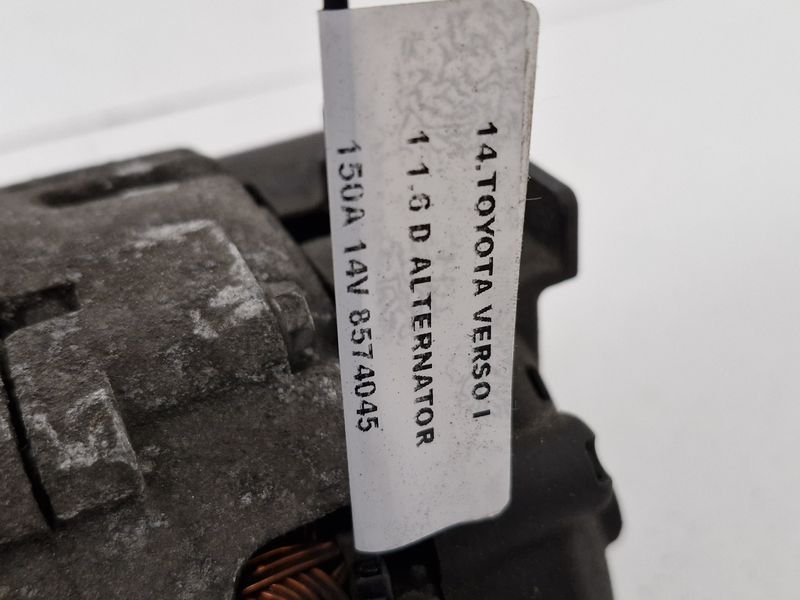 14.TOYOTA VERSO I
1 1.6 D ALTERNATOR
150A 14V 8574045